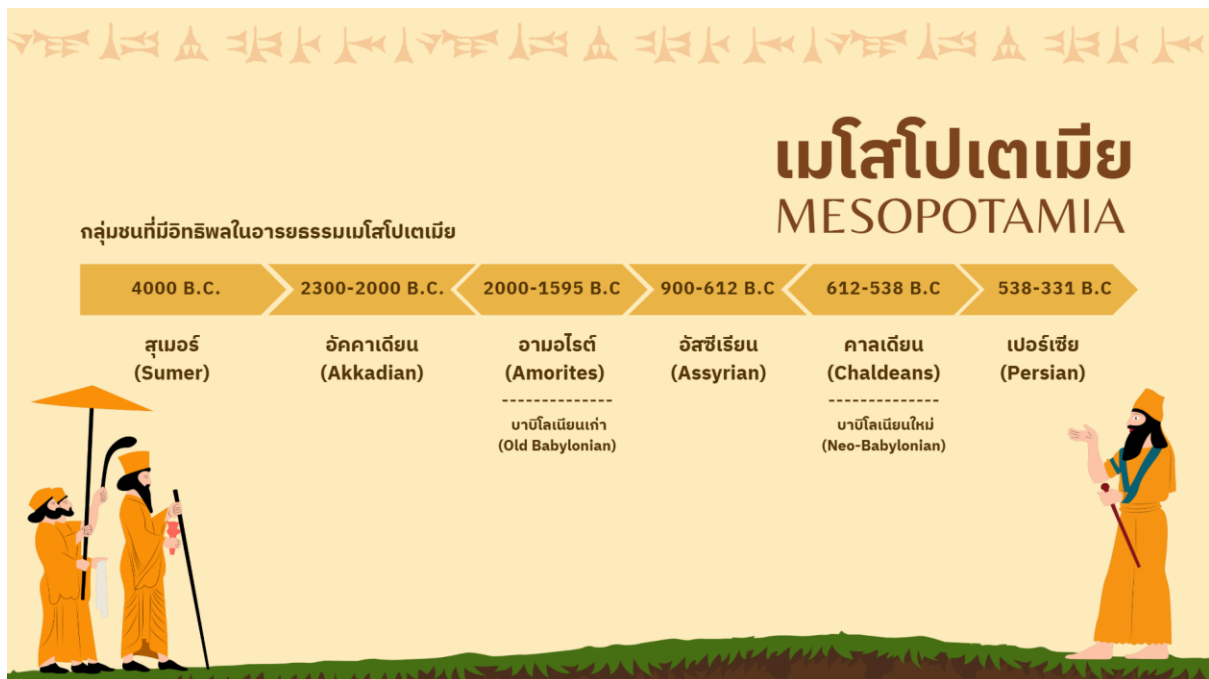 เมโสโปเตเมีย
MESOPOTAMIA
กลุ่มชนที่มีอิทธิพลในอารยธรรมเมโสโปเตเมีย
4000 B.C.
2300-2000 B.C.
2000-1595 B.C
900-612 B.C
612-538 B.C
538-331 B.C
สุเมอร์
(Sumer)
อัคคาเดียน
(Akkadian)
อามอไรต์
(Amorites)
--------------
บาบิโลเนียนเก่า
(Old Babylonian)
อัสซีเรียน
(Assyrian)
คาลเดียน
(Chaldeans)
--------------
บาบิโลเนียนใหม่
(Neo-Babylonian)
เปอร์เซีย
(Persian)